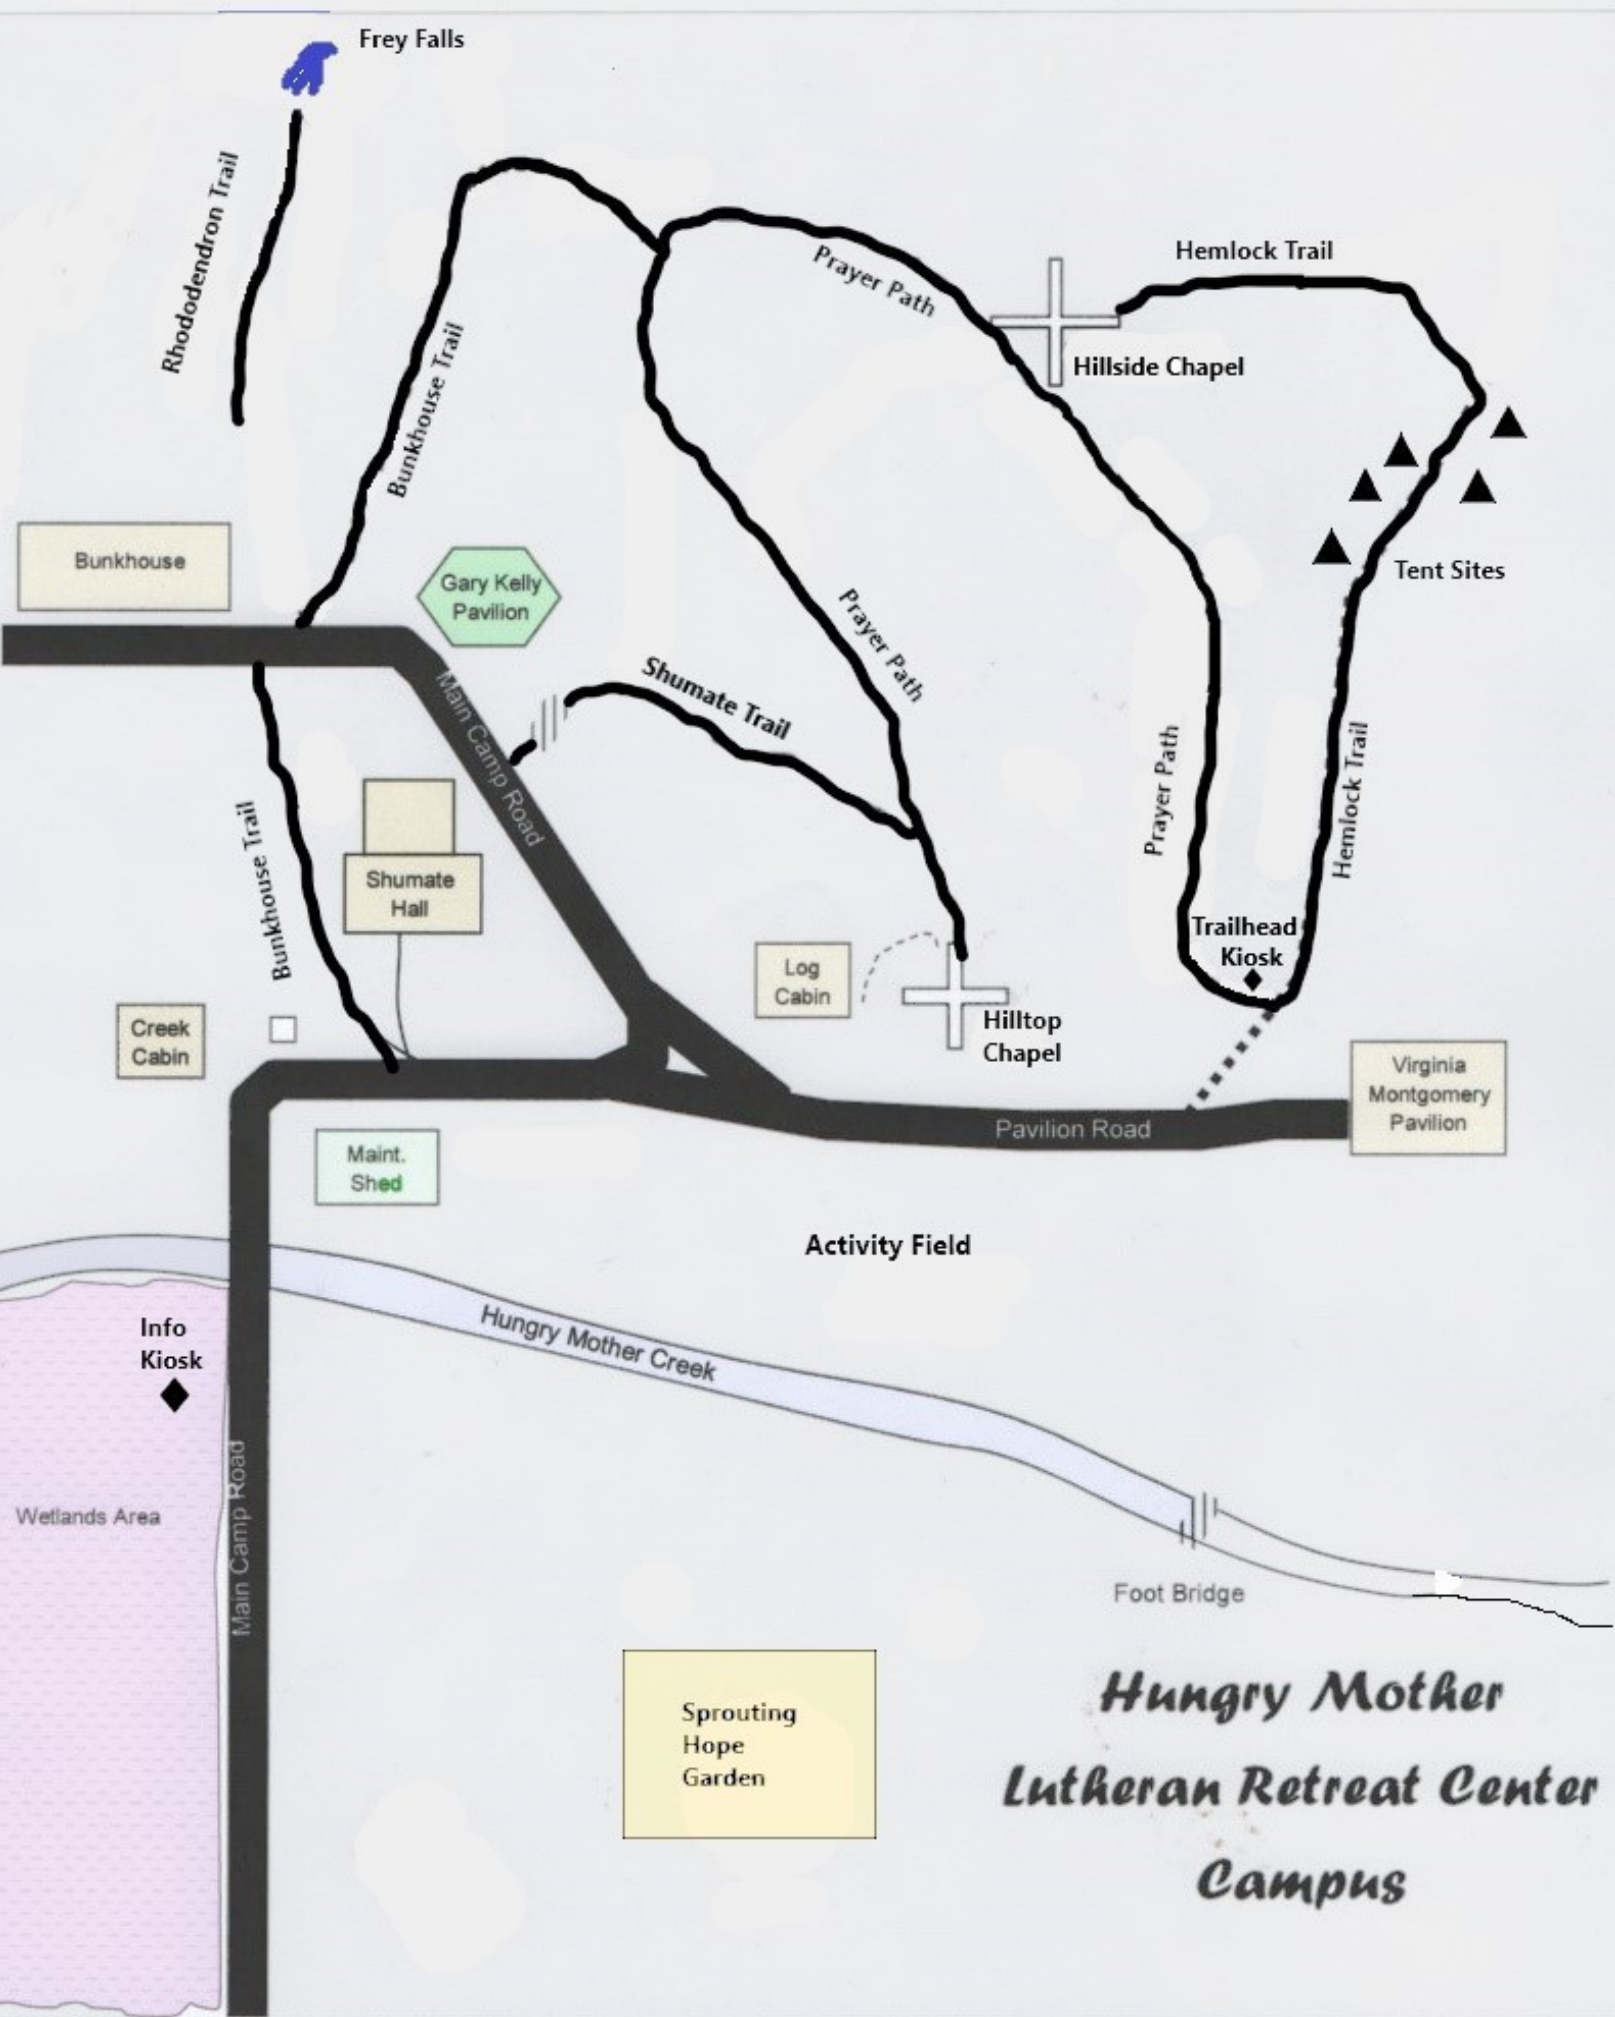 Frey Falls
Rhododendron Trail
Bunkhouse Trail
Prayer Path
Hemlock Trail
Hillside Chapel
Bunkhouse
Gary Kelly
Pavilion
Tent Sites
Main Camp Road
Shumate Trail
Prayer Path
Prayer Path
Hemlock Trail
Bunkhouse Trail
Shumate
Hall
Trailhead
Kiosk
Log
Cabin
Creek
Cabin
Hilltop
Chapel
Virginia
Montgomery
Pavilion
Pavilion Road
Maint.
Shed
Activity Field
Hungry Mother Creek
Info
Kiosk
Wetlands Area
Main Camp Road
Foot Bridge
Sprouting
Hope
Garden
Hungry Mother
Lutheran Retreat Center
Campus